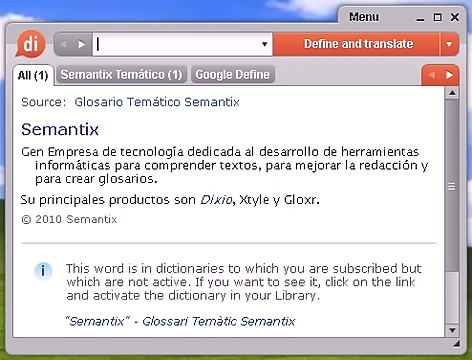 Menu
di
Define and translate
All (1)
Semantix Temático (1)
Google Define
Source: Glosario Temático Semantix
Semantix
Gen Empresa de tecnología dedicada al desarrollo de herramientas
informáticas para comprender textos, para mejorar la redacción y
para crear glosarios.
Su principales productos son Dixio, Xtyle y Gloxr.
© 2010 Semantix
i
This word is in dictionaries to which you are subscribed but
which are not active. If you want to see it, click on the link
and activate the dictionary in your Library.
"Semantix" - Glossari Temàtic Semantix